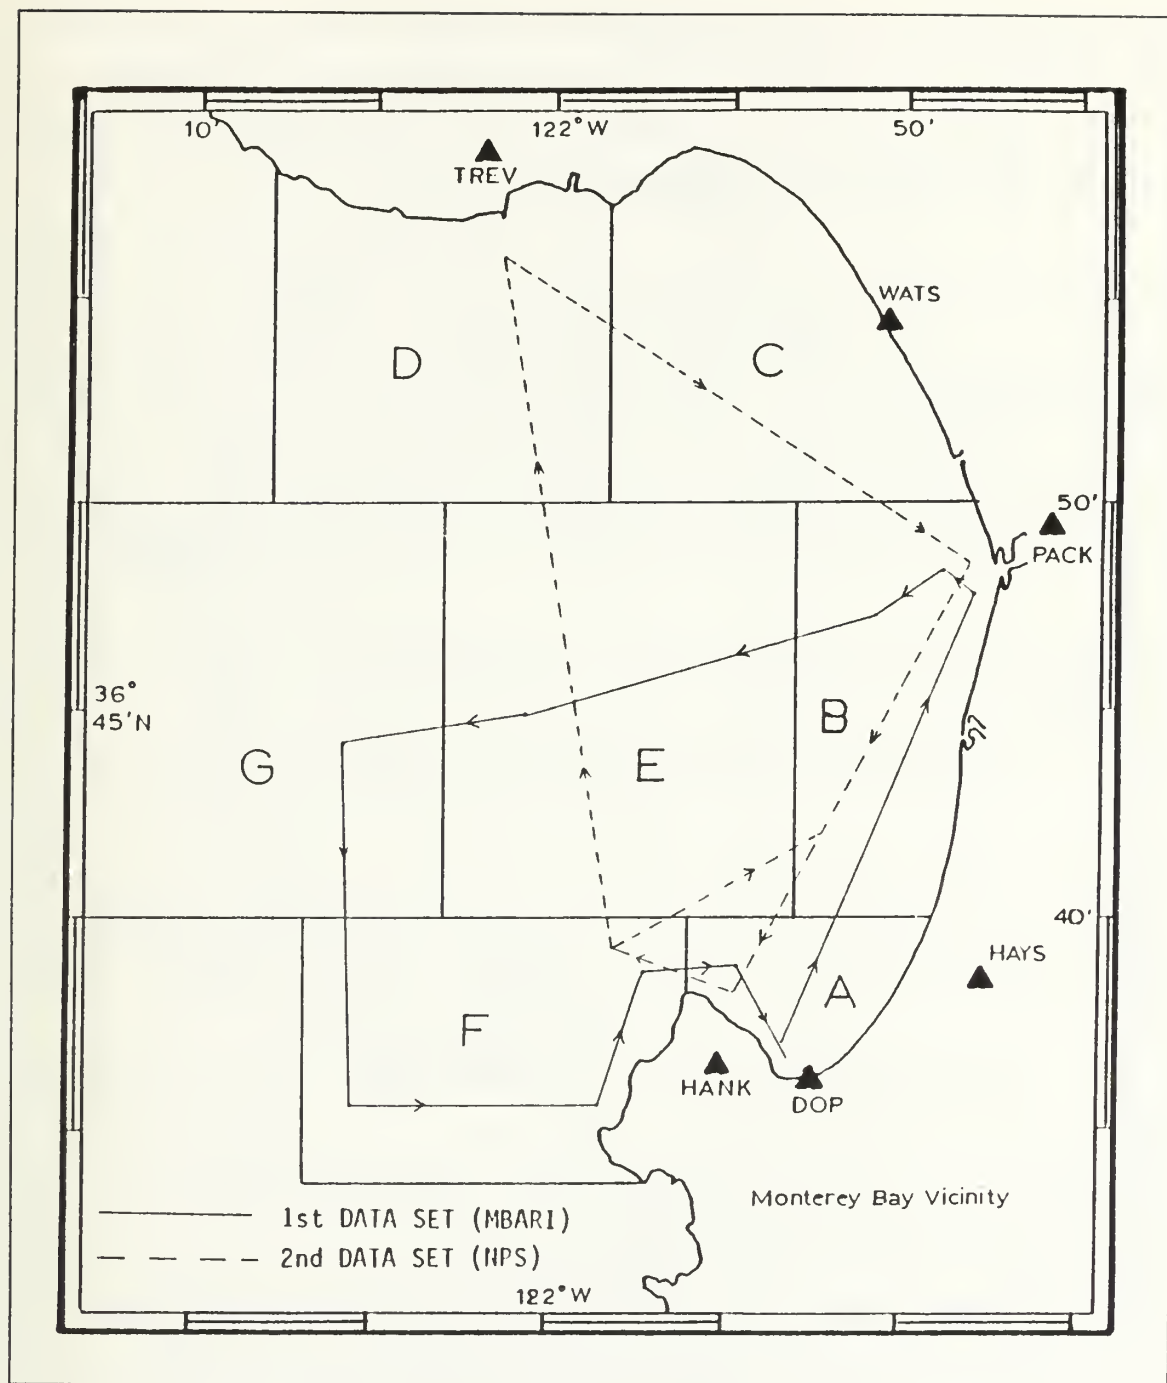 10'
122° W
50'
TREV
WATS
D
C
50'
PACK
36°
45'N
B
G
E
40'
HAYS
A
F
HANK
DOP
Monterey Bay Vicinity
1st DATA SET (MBARI)
2nd DATA SET (NPS)
122° W